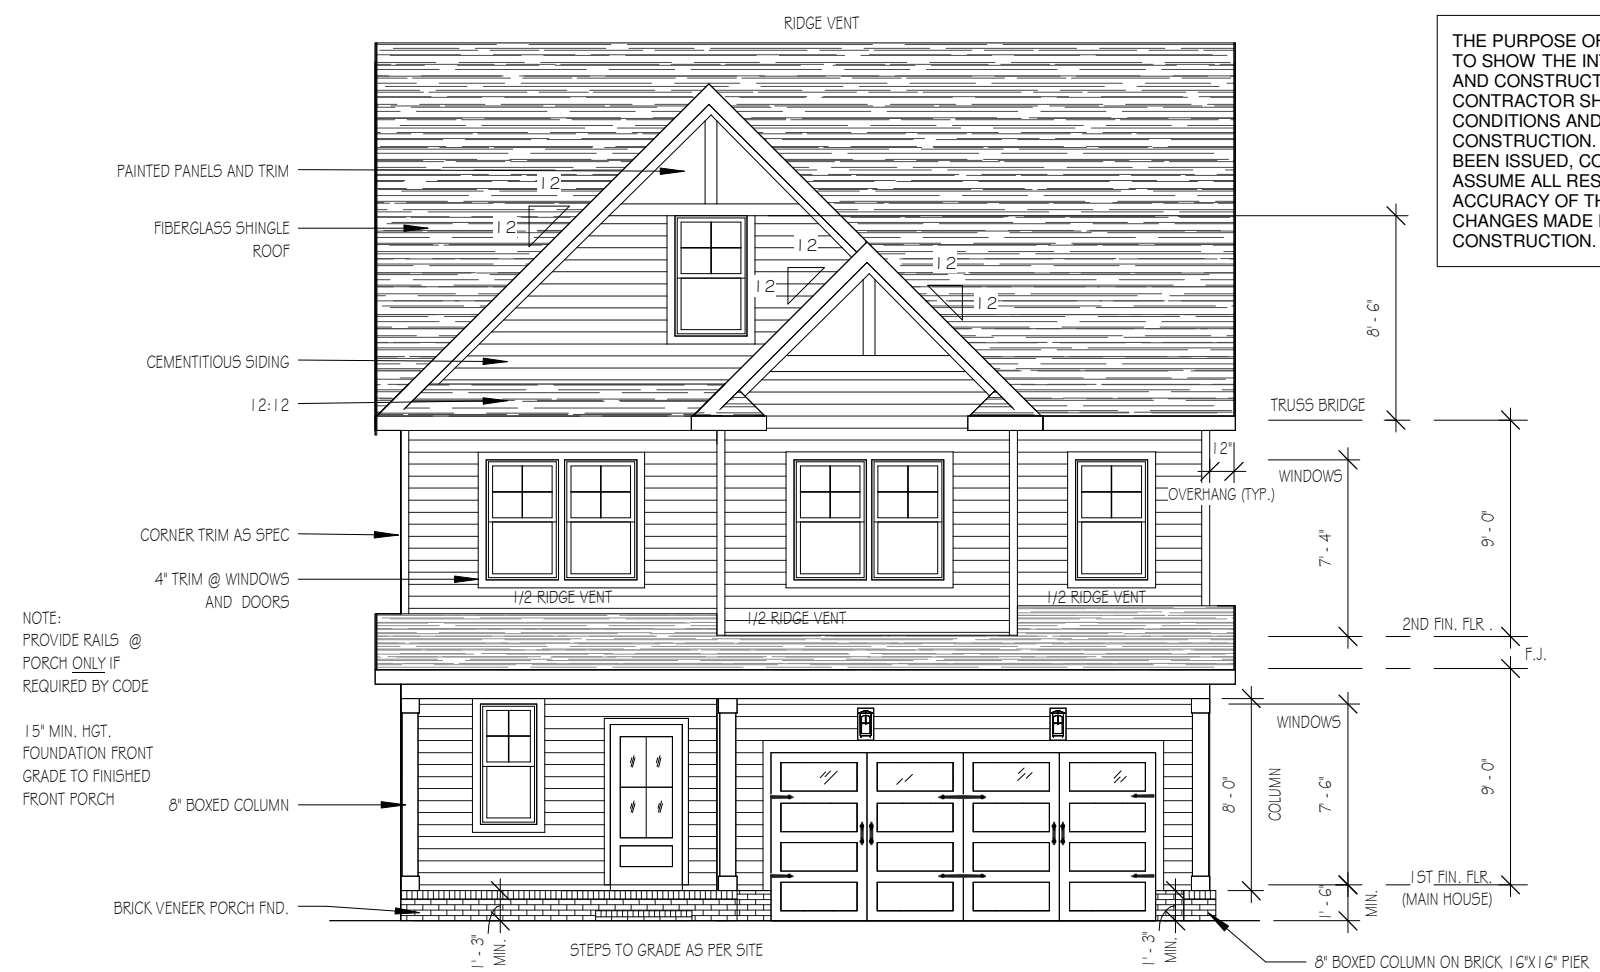 RIDGE VENT
THE PURPOSE OF
TO SHOW THE
AND
CONTRACTOR
CONDITIONS AND
CONSTRUCTION.
BEEN ISSUED,
ASSUME ALL
ACCURACY OF
CHANGES MADE
CONSTRUCTION.
PAINTED PANELS AND TRIM
12
12
FIBERGLASS SHINGLE
ROOF
12
12
12
12
8' - 6"
CEMENTITIOUS SIDING
12:12
TRUSS BRIDGE
12"
WINDOWS
OVERHANG (TYP.)
CORNER TRIM AS SPEC
7' - 4"
9' - 0"
4" TRIM @ WINDOWS
AND DOORS
1/2 RIDGE VENT
1/2 RIDGE VENT
1/2 RIDGE VENT
NOTE:
PROVIDE RAILS @
PORCH ONLY IF
REQUIRED BY CODE
2ND FIN. FLR .
F.J.
15" MIN. HGT.
FOUNDATION FRONT
GRADE TO FINISHED
FRONT PORCH
WINDOWS
8" BOXED COLUMN
8' - 0"
COLUMN
7' - 6"
9' - 0"
1ST FIN. FLR.
(MAIN HOUSE)
1' - 6"
MIN.
BRICK VENEER PORCH FND.
1' - 3"
MIN.
STEPS TO GRADE AS PER SITE
1' - 3"
MIN.
8" BOXED COLUMN ON BRICK 16"X16" PIER